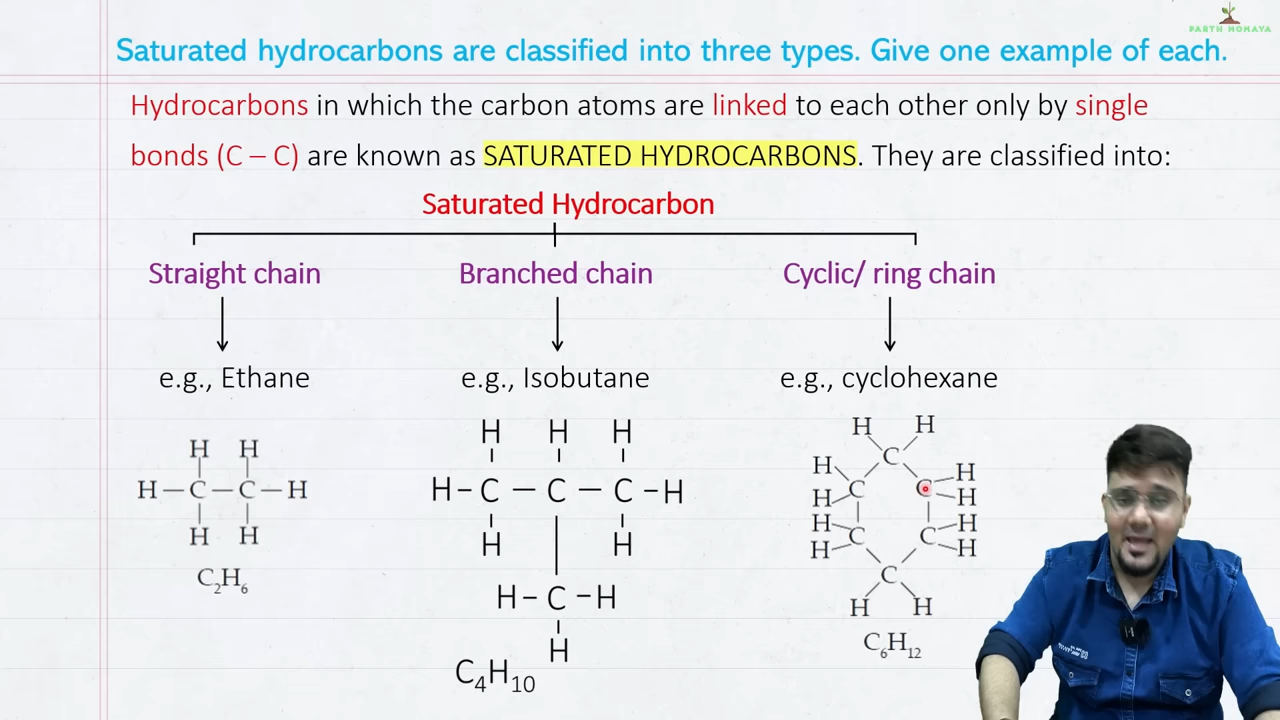 PARTH MOMAYA
Saturated hydrocarbons are classified into three types. Give one example of each.
Hydrocarbons in which the carbon atoms are linked to each other only by single
bonds (C – C) are known as SATURATED HYDROCARBONS. They are classified into:
Saturated Hydrocarbon
Straight chain
Branched chain
Cyclic/ ring chain
e.g., Ethane
e.g., Isobutane
e.g., cyclohexane
H H
H–C–C–H
H H
C₂H₆
H H H
H–C–C–C–H
H H
H–C–H
H
C₄H₁₀
H H
C
H C C H
H H
H C C H
H H
C
H H
C₆H₁₂